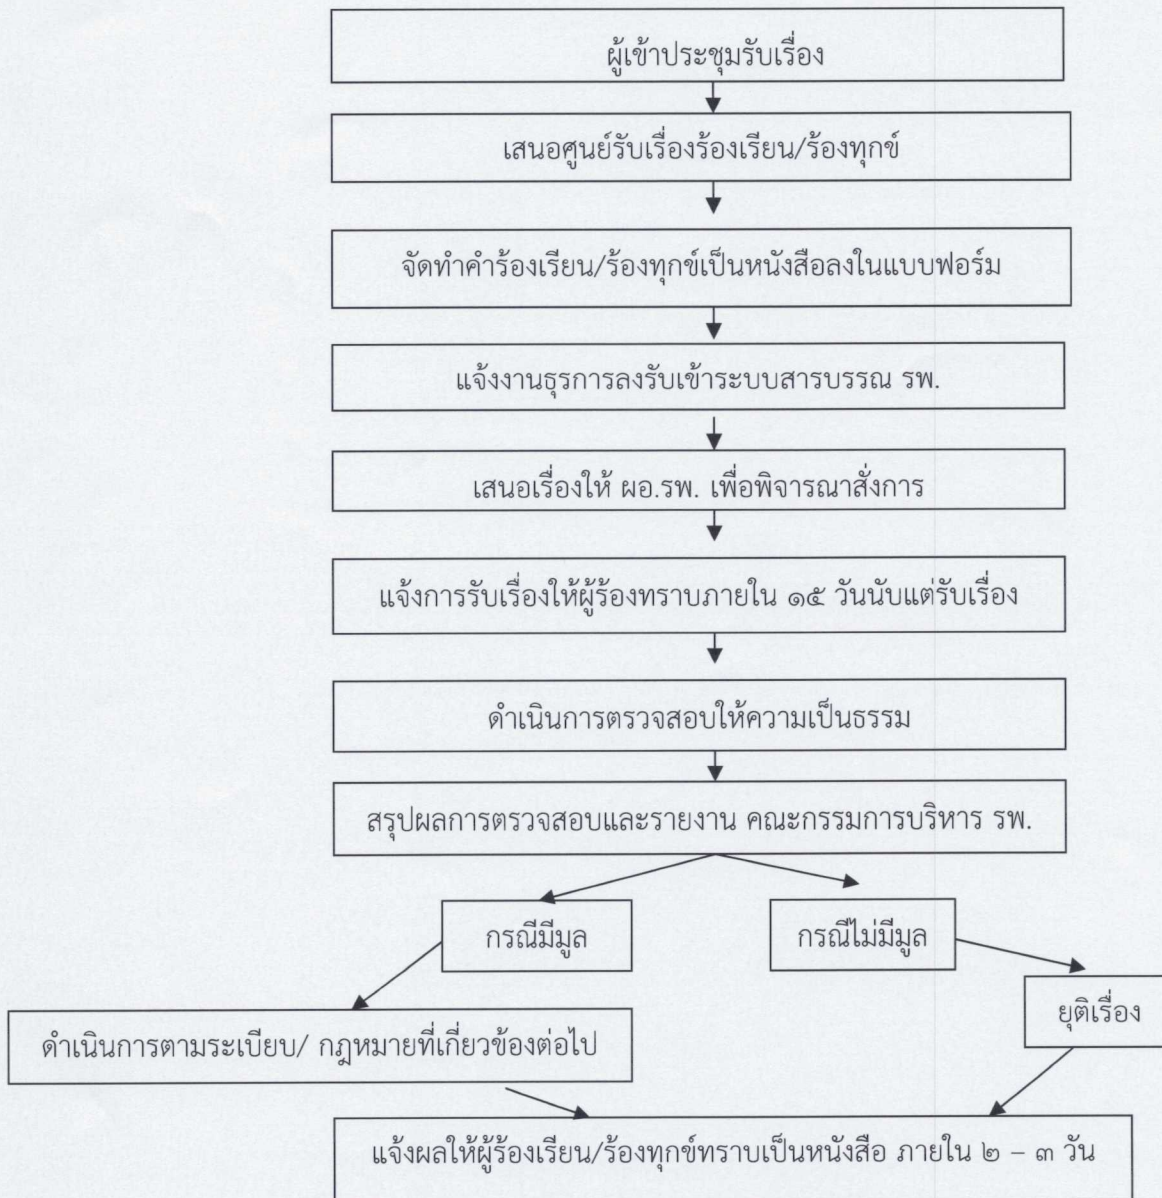 ผู้เข้าประชุมรับเรื่อง
เสนอศูนย์รับเรื่องร้องเรียน/ร้องทุกข์
จัดทำคำร้องเรียน/ร้องทุกข์เป็นหนังสือลงในแบบฟอร์ม
แจ้งงานธุรการลงรับเข้าระบบสารบรรณ รพ.
เสนอเรื่องให้ ผอ.รพ. เพื่อพิจารณาสั่งการ
แจ้งการรับเรื่องให้ผู้ร้องทราบภายใน ๑๕ วันนับแต่รับเรื่อง
ดำเนินการตรวจสอบให้ความเป็นธรรม
สรุปผลการตรวจสอบและรายงาน คณะกรรมการบริหาร รพ.
กรณีมีมูล
กรณีไม่มีมูล
ยุติเรื่อง
ดำเนินการตามระเบียบ/ กฎหมายที่เกี่ยวข้องต่อไป
แจ้งผลให้ผู้ร้องเรียน/ร้องทุกข์ทราบเป็นหนังสือ ภายใน ๒ – ๓ วัน